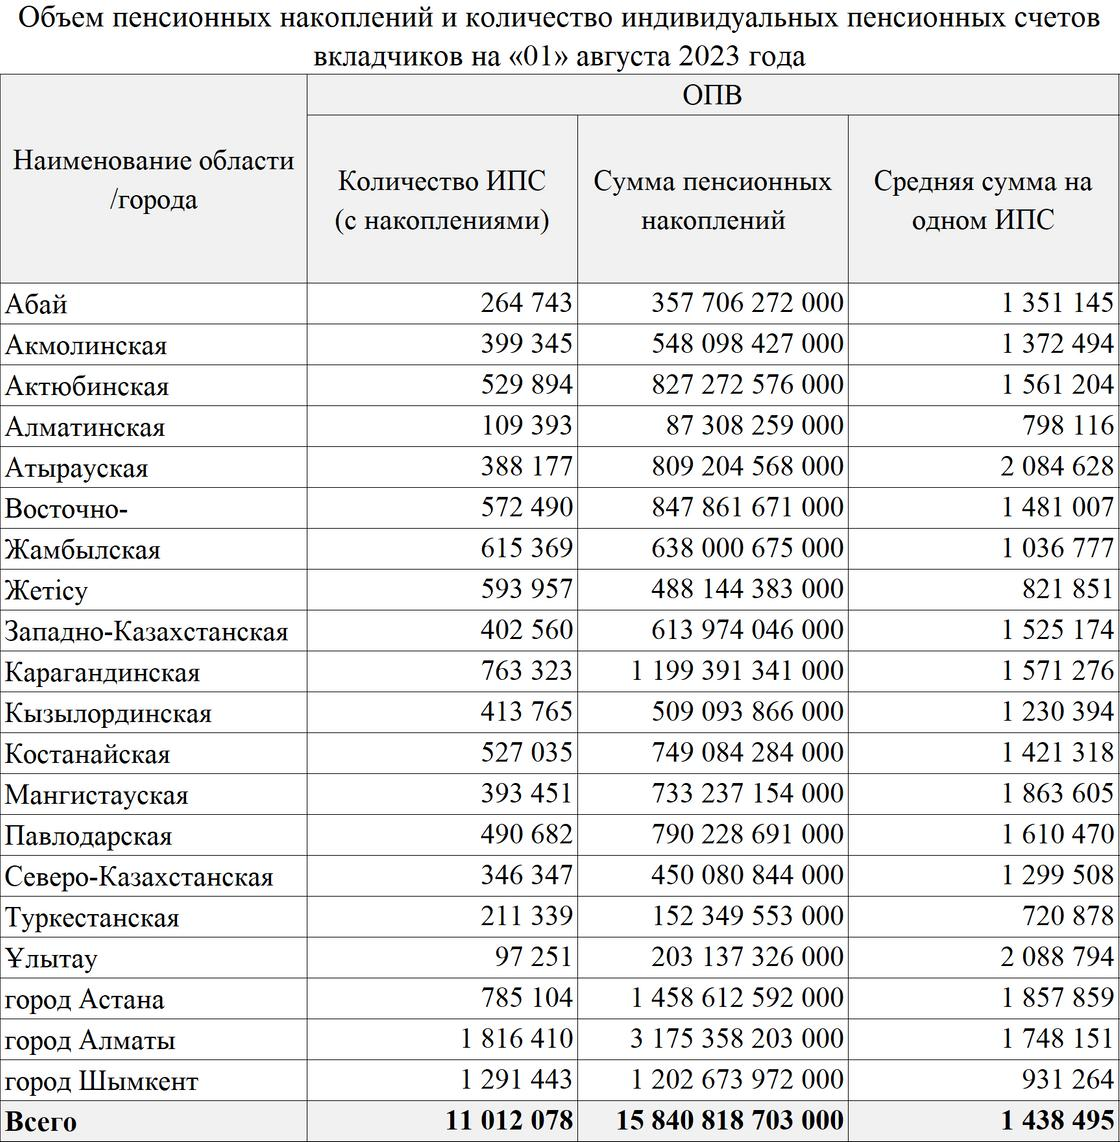 Объем пенсионных накоплений и количество индивидуальных пенсионных счетов
вкладчиков на «01» августа 2023 года
Наименование области
/города
ОПВ
Количество ИПС
(с накоплениями)
Сумма пенсионных
накоплений
Средняя сумма на
одном ИПС
Абай 264 743 357 706 272 000 1 351 145
Акмолинская 399 345 548 098 427 000 1 372 494
Актюбинская 529 894 827 272 576 000 1 561 204
Алматинская 109 393 87 308 259 000 798 116
Атырауская 388 177 809 204 568 000 2 084 628
Восточно- 572 490 847 861 671 000 1 481 007
Жамбылская 615 369 638 000 675 000 1 036 777
Жетісу 593 957 488 144 383 000 821 851
Западно-Казахстанская 402 560 613 974 046 000 1 525 174
Карагандинская 763 323 1 199 391 341 000 1 571 276
Кызылординская 413 765 509 093 866 000 1 230 394
Костанайская 527 035 749 084 284 000 1 421 318
Мангистауская 393 451 733 237 154 000 1 863 605
Павлодарская 490 682 790 228 691 000 1 610 470
Северо-Казахстанская 346 347 450 080 844 000 1 299 508
Туркестанская 211 339 152 349 553 000 720 878
Ұлытау 97 251 203 137 326 000 2 088 794
город Астана 785 104 1 458 612 592 000 1 857 859
город Алматы 1 816 410 3 175 358 203 000 1 748 151
город Шымкент 1 291 443 1 202 673 972 000 931 264
Всего 11 012 078 15 840 818 703 000 1 438 495